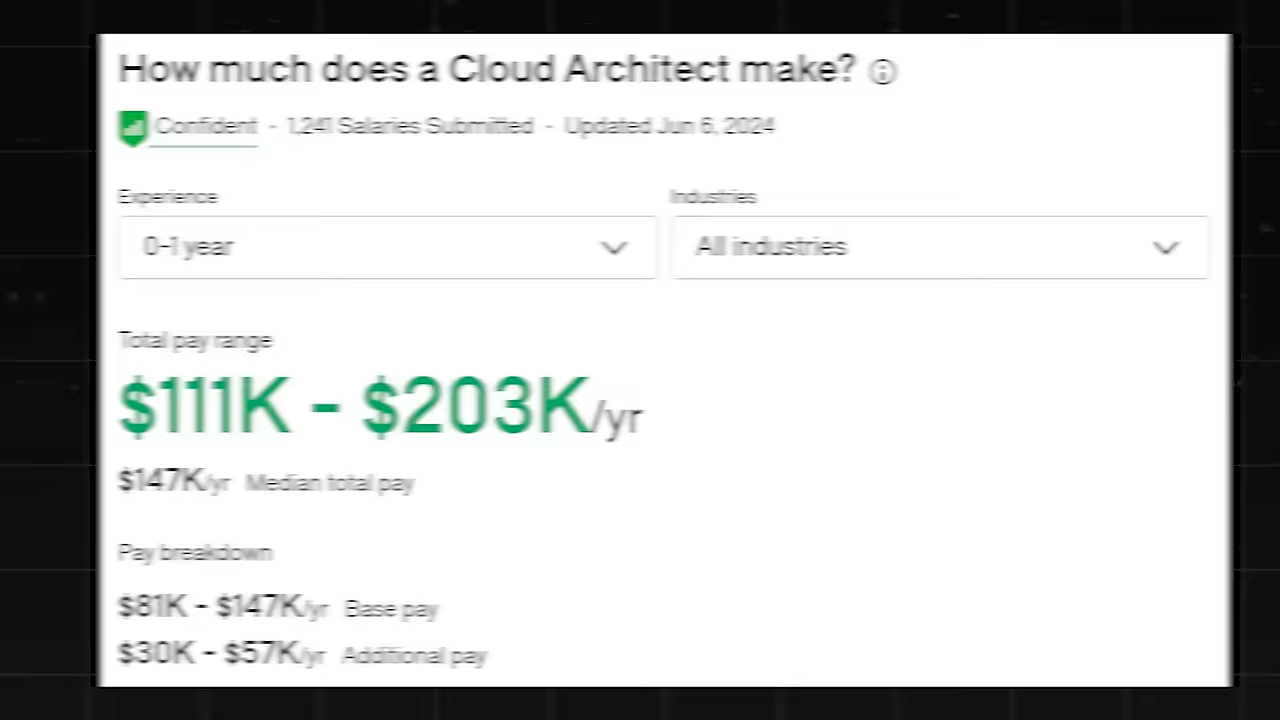 How much does a Cloud Architect make?
Confident - 1,241 Salaries Submitted - Updated Jun 6, 2024
Experience Industries
0-1 year All industries
Total pay range
$111K - $203K/yr
$147K/yr Median total pay
Pay breakdown
$81K - $147K/yr Base pay
$30K - $57K/yr Additional pay